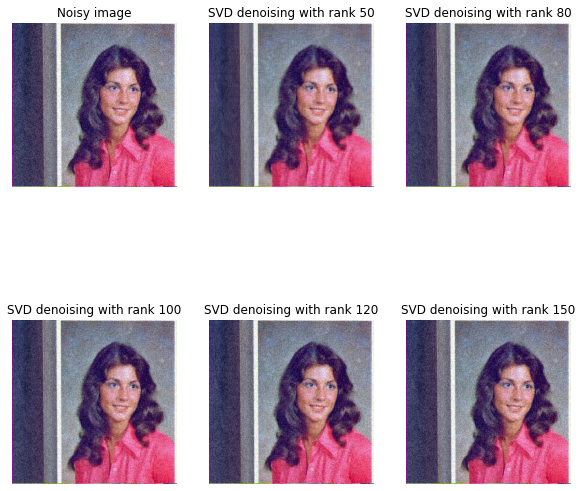 Noisy image
SVD denoising with rank 50
SVD denoising with rank 80
SVD denoising with rank 100
SVD denoising with rank 120
SVD denoising with rank 150